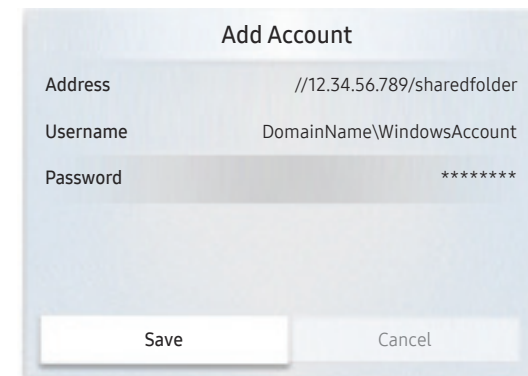 Add Account
Address //12.34.56.789/sharedfolder
Username DomainName\WindowsAccount
Password ********
Save Cancel